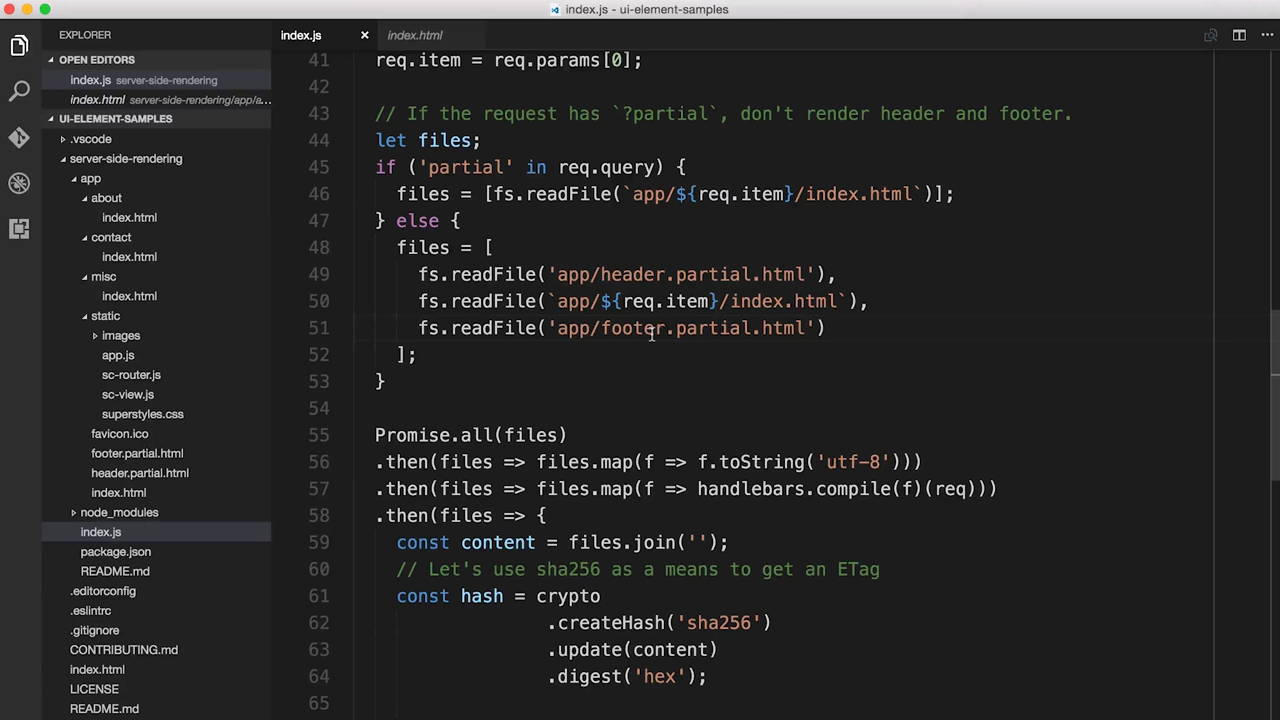 index.js - ui-element-samples
EXPLORER
OPEN EDITORS
index.js server-side-rendering
index.html server-side-rendering/app/a...
UI-ELEMENT-SAMPLES
.vscode
server-side-rendering
app
about
index.html
contact
index.html
misc
index.html
static
images
app.js
sc-router.js
sc-view.js
superstyles.css
favicon.ico
footer.partial.html
header.partial.html
index.html
node_modules
index.js
package.json
README.md
.editorconfig
.eslintrc
.gitignore
CONTRIBUTING.md
index.html
LICENSE
README.md
index.js
index.html
41 req.item = req.params[0];
42
43 // If the request has `?partial`, don't render header and footer.
44 let files;
45 if ('partial' in req.query) {
46 files = [fs.readFile(`app/${req.item}/index.html`)];
47 } else {
48 files = [
49 fs.readFile('app/header.partial.html'),
50 fs.readFile(`app/${req.item}/index.html`),
51 fs.readFile('app/footer.partial.html')
52 ];
53 }
54
55 Promise.all(files)
56 .then(files => files.map(f => f.toString('utf-8')))
57 .then(files => files.map(f => handlebars.compile(f)(req)))
58 .then(files => {
59 const content = files.join('');
60 // Let's use sha256 as a means to get an ETag
61 const hash = crypto
62 .createHash('sha256')
63 .update(content)
64 .digest('hex');
65